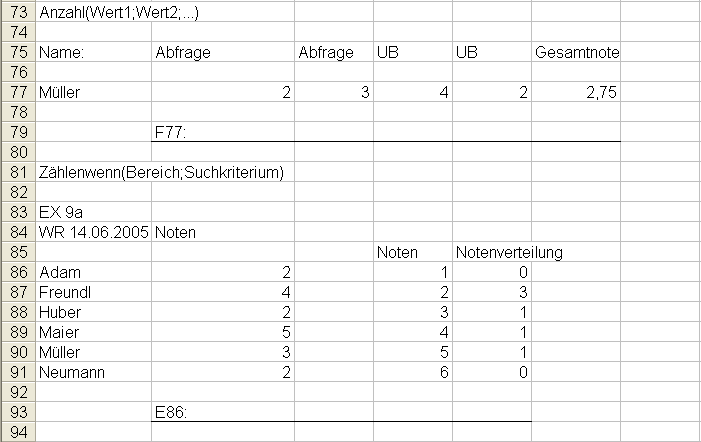 73 Anzahl(Wert1;Wert2;...)
74
75 Name: Abfrage Abfrage UB UB Gesamtnote
76
77 Müller 2 3 4 2 2,75
78
79 F77:
80
81 Zählenwenn(Bereich;Suchkriterium)
82
83 EX 9a
84 WR 14.06.2005 Noten
85 Noten Notenverteilung
86 Adam 2 1 0
87 Freundl 4 2 3
88 Huber 2 3 1
89 Maier 5 4 1
90 Müller 3 5 1
91 Neumann 2 6 0
92
93 E86:
94